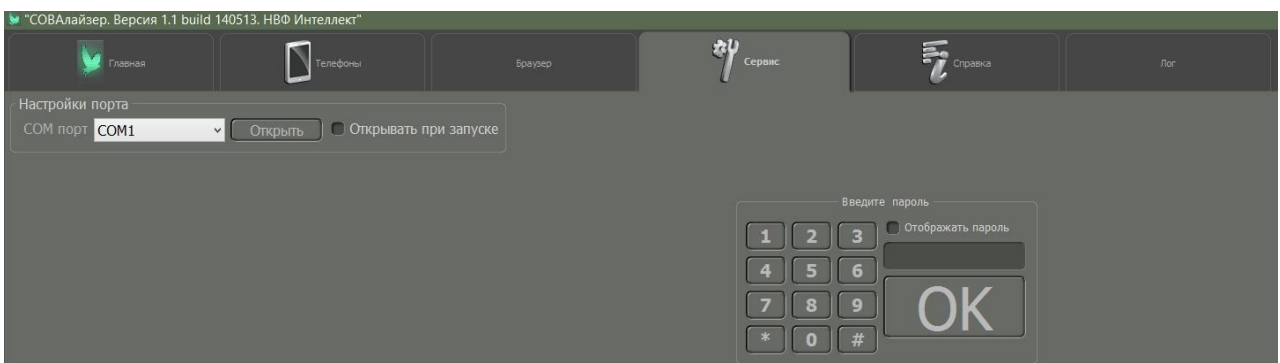 "СОВАлайзер. Версия 1.1 build 140513. НВФ Интеллект"
Главная
Телефоны
Браузер
Сервис
Справка
Лог
Настройки порта
COM порт COM1 Открыть Открывать при запуске
Введите пароль
1 2 3 Отображать пароль
4 5 6
7 8 9 OK
* 0 #